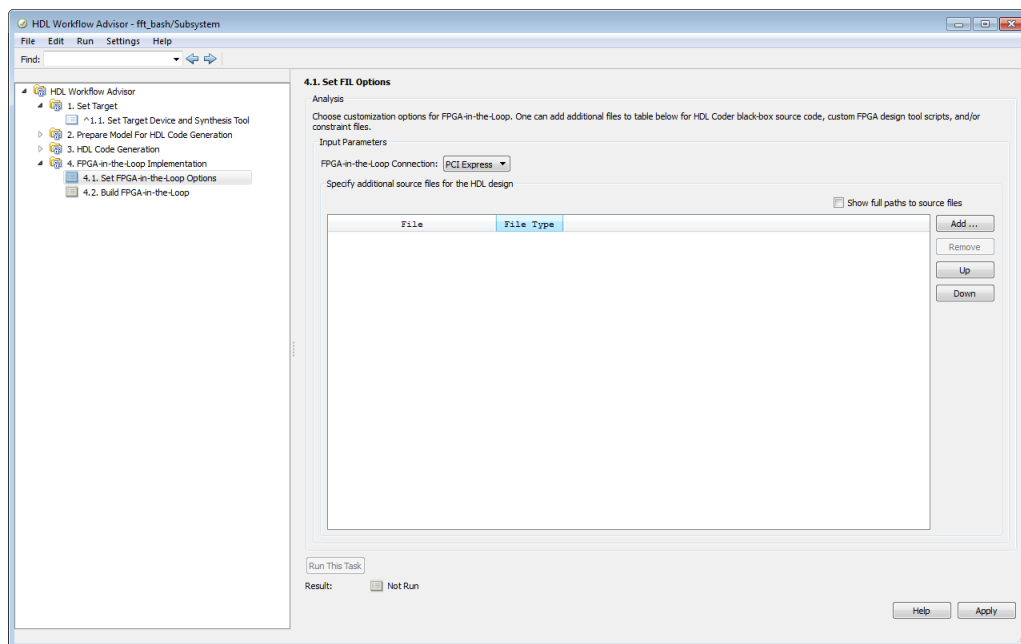 HDL Workflow Advisor - fft_bash/Subsystem
File Edit Run Settings Help
Find:
HDL Workflow Advisor
1. Set Target
^1.1. Set Target Device and Synthesis Tool
2. Prepare Model For HDL Code Generation
3. HDL Code Generation
4. FPGA-in-the-Loop Implementation
4.1. Set FPGA-in-the-Loop Options
4.2. Build FPGA-in-the-Loop
4.1. Set FIL Options
Analysis
Choose customization options for FPGA-in-the-Loop. One can add additional files to table below for HDL Coder black-box source code, custom FPGA design tool scripts, and/or
constraint files.
Input Parameters
FPGA-in-the-Loop Connection: PCI Express
Specify additional source files for the HDL design
Show full paths to source files
File File Type
Add ...
Remove
Up
Down
Run This Task
Result: Not Run
Help Apply